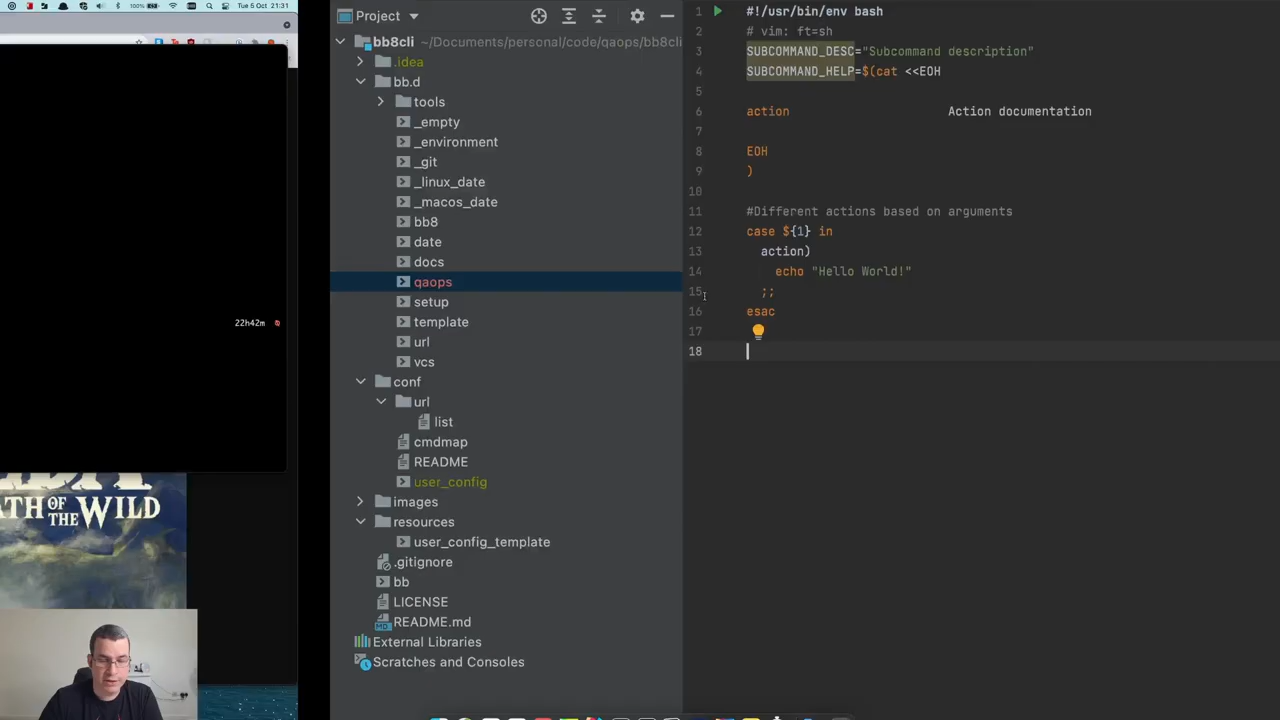 100%
Tue 5 Oct 21:31
22h42m
ATH OF THE WILD
Project
bb8cli ~/Documents/personal/code/qaops/bb8cli
.idea
bb.d
tools
_empty
_environment
_git
_linux_date
_macos_date
bb8
date
docs
qaops
setup
template
url
vcs
conf
url
list
cmdmap
README
user_config
images
resources
user_config_template
.gitignore
bb
LICENSE
README.md
External Libraries
Scratches and Consoles
1 #!/usr/bin/env bash
2 # vim: ft=sh
3 SUBCOMMAND_DESC="Subcommand description"
4 SUBCOMMAND_HELP=$(cat <<EOH
5
6 action Action documentation
7
8 EOH
9 )
10
11 #Different actions based on arguments
12 case ${1} in
13 action)
14 echo "Hello World!"
15 ;;
16 esac
17
18